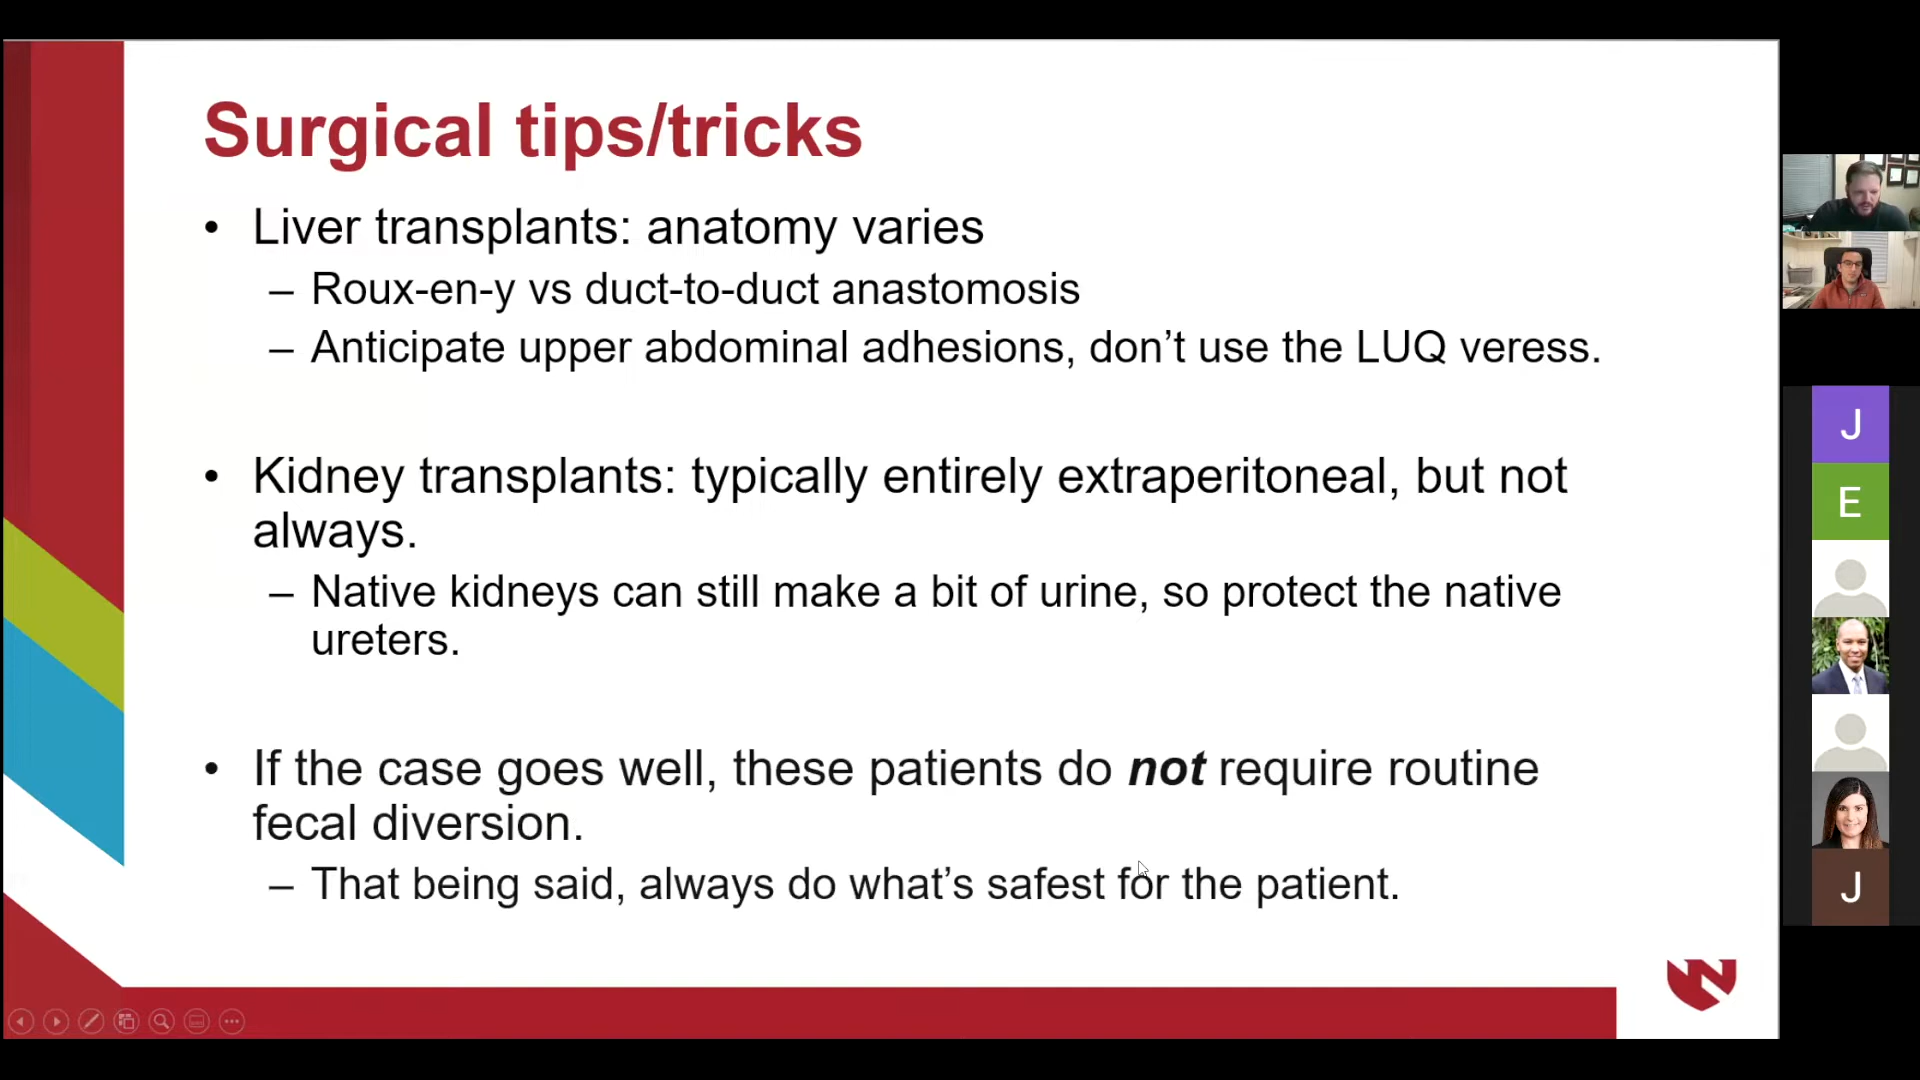 Surgical tips/tricks
• Liver transplants: anatomy varies
– Roux-en-y vs duct-to-duct anastomosis
– Anticipate upper abdominal adhesions, don’t use the LUQ veress.
• Kidney transplants: typically entirely extraperitoneal, but not
always.
– Native kidneys can still make a bit of urine, so protect the native
ureters.
• If the case goes well, these patients do not require routine
fecal diversion.
– That being said, always do what’s safest for the patient.
J
E
J
N